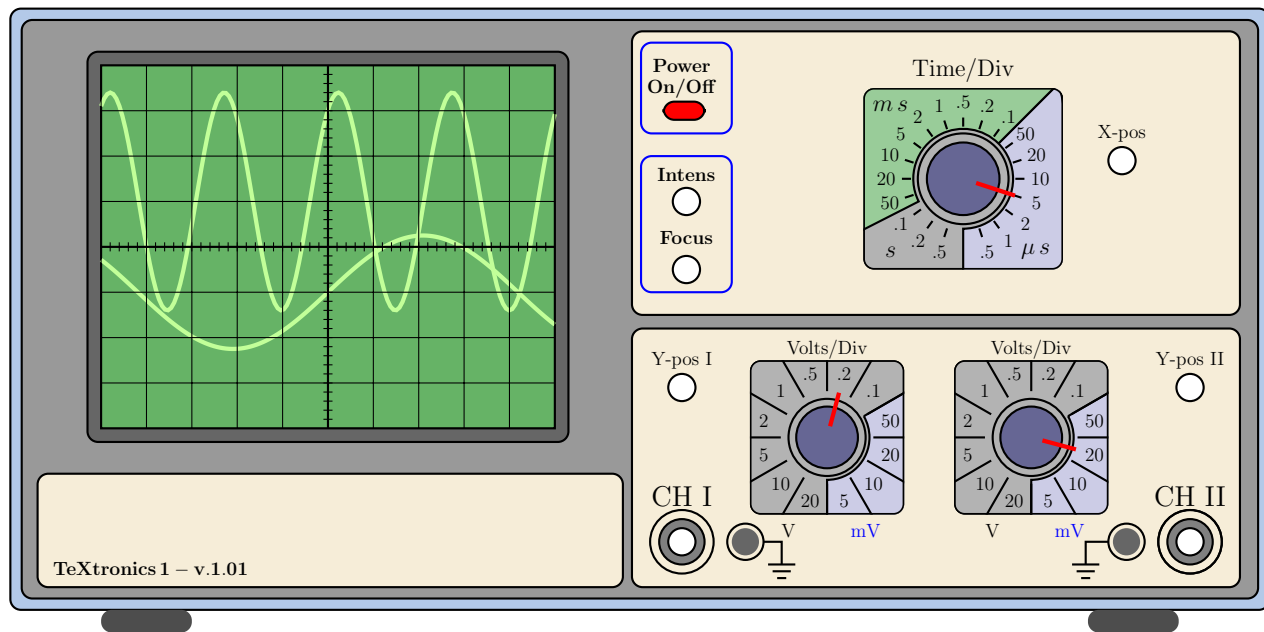 Power
On/Off
Intens
Focus
Time/Div
m s
.5
1
.2
2
.1
5
50
10
20
20
10
50
5
.1
2
.2
1
.5
.5
s
μ s
X-pos
Y-pos I
Volts/Div
.5
.2
1
.1
2
50
5
20
10
10
20
5
V
mV
CH I
Volts/Div
.5
.2
1
.1
2
50
5
20
10
10
20
5
V
mV
Y-pos II
CH II
TeXtronics 1 – v.1.01